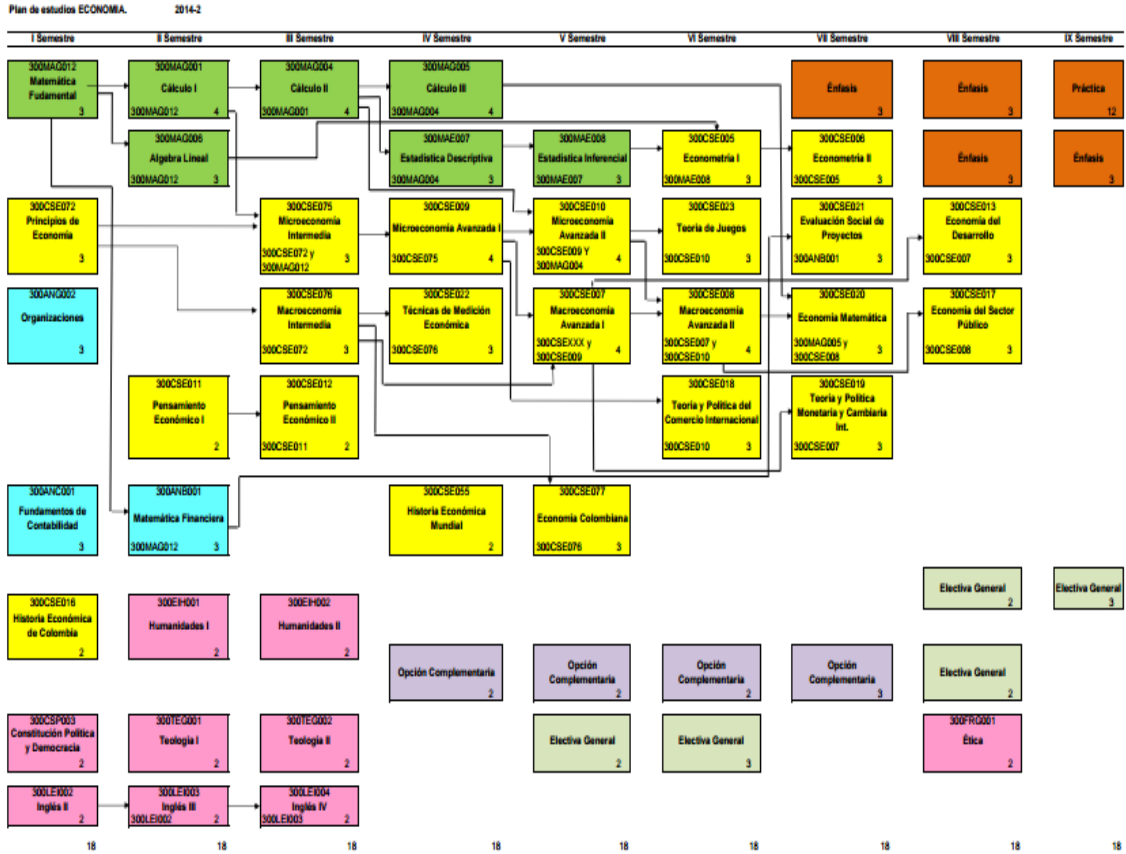 Plan de estudios ECONOMIA. 2014-2
I Semestre II Semestre III Semestre IV Semestre V Semestre VI Semestre VII Semestre VIII Semestre IX Semestre
300MAG012
Matemática
Fudamental
3
300MAG001
Cálculo I
300MAG012 4
300MAG004
Cálculo II
300MAG001 4
300MAG005
Cálculo III
300MAG004 4
Énfasis
3
Énfasis
3
Práctica
12
300MAG006
Algebra Lineal
300MAG012 3
300MAE007
Estadística Descriptiva
300MAG004 3
300MAE008
Estadística Inferencial
300MAE007 3
300CSE005
Econometría I
300MAE008 3
300CSE006
Econometría II
300CSE005 3
Énfasis
3
Énfasis
3
300CSE072
Principios de
Economía
3
300CSE075
Microeconomía
Intermedia
300CSE072 y
300MAG012 3
300CSE009
Microeconomía Avanzada I
300CSE075 4
300CSE010
Microeconomía
Avanzada II
300CSE009 Y
300MAG004 4
300CSE023
Teoría de Juegos
300CSE010 3
300CSE021
Evaluación Social de
Proyectos
300ANB001 3
300CSE013
Economía del
Desarrollo
300CSE007 3
300ANG002
Organizaciones
3
300CSE076
Macroeconomía
Intermedia
300CSE072 3
300CSE022
Técnicas de Medición
Económica
300CSE076 3
300CSE007
Macroeconomía
Avanzada I
300CSEXXX y
300CSE009 4
300CSE008
Macroeconomía
Avanzada II
300CSE007 y
300CSE010 4
300CSE020
Economía Matemática
300MAG005 y
300CSE008 3
300CSE017
Economía del Sector
Público
300CSE008 3
300CSE011
Pensamiento
Económico I
2
300CSE012
Pensamiento
Económico II
300CSE011 2
300CSE018
Teoría y Política del
Comercio Internacional
300CSE010 3
300CSE019
Teoría y Política
Monetaria y Cambiaria
Int.
300CSE007 3
300ANC001
Fundamentos de
Contabilidad
3
300ANB001
Matemática Financiera
300MAG012 3
300CSE055
Historia Económica
Mundial
2
300CSE077
Economía Colombiana
300CSE076 3
Electiva General
2
Electiva General
3
300CSE016
Historia Económica
de Colombia
2
300EIH001
Humanidades I
2
300EIH002
Humanidades II
2
Opción Complementaria
2
Opción
Complementaria
2
Opción
Complementaria
2
Opción
Complementaria
3
Electiva General
2
300CSP003
Constitución Política
y Democracia
2
300TEG001
Teología I
2
300TEG002
Teología II
2
Electiva General
2
Electiva General
3
300FRG001
Ética
2
300LEI002
Inglés II
2
300LEI003
Inglés III
300LEI002 2
300LEI004
Inglés IV
300LEI003 2
18 18 18 18 18 18 18 18 18